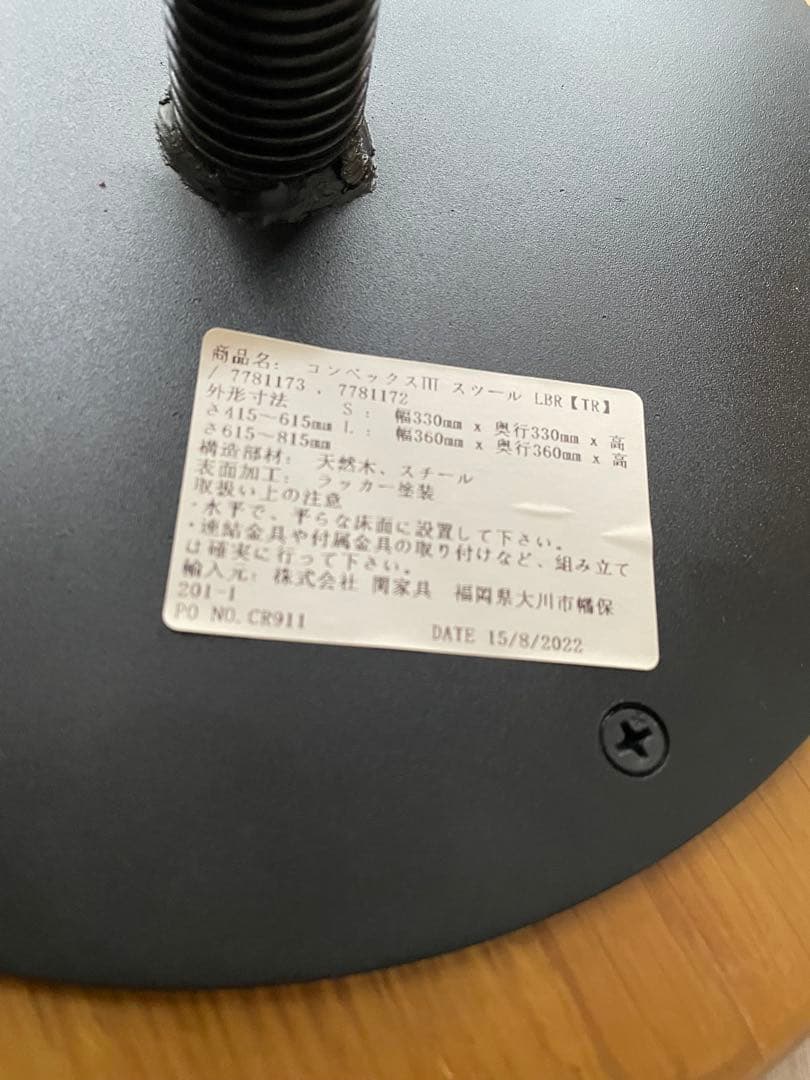 商品名： コンベックスⅢ スツール LBR【TR】
/ 7781173 ・ 7781172
外形寸法 S： 幅330mm x 奥行330mm x 高
さ415～615mm L： 幅360mm x 奥行360mm x 高
さ615～815mm
構造部材： 天然木、スチール
表面加工： ラッカー塗装
取扱い上の注意
・水平で、平らな床面に設置して下さい。
・連結金具や付属金具の取り付けなど、組み立て
は確実に行って下さい。
輸入元： 株式会社 関家具 福岡県大川市幡保
201-1
PO NO.CR911 DATE 15/8/2022